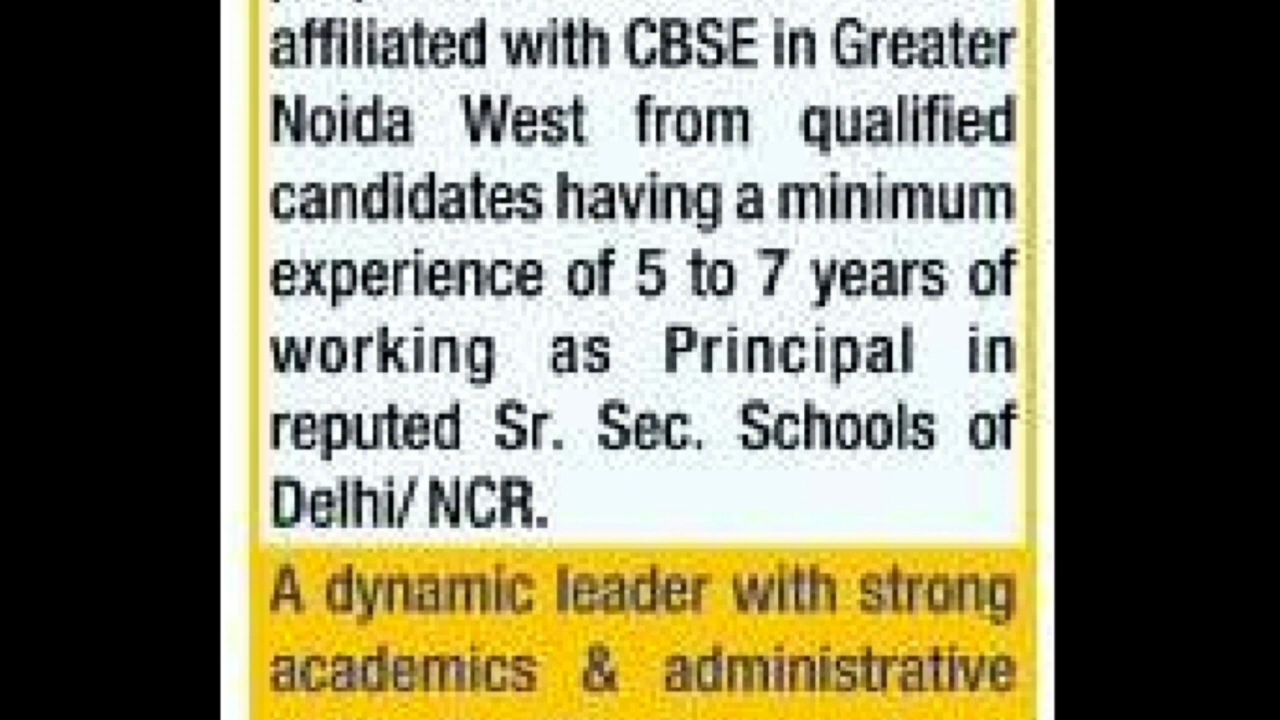 affiliated with CBSE in Greater
Noida West from qualified
candidates having a minimum
experience of 5 to 7 years of
working as Principal in
reputed Sr. Sec. Schools of
Delhi/ NCR.
A dynamic leader with strong
academics & administrative